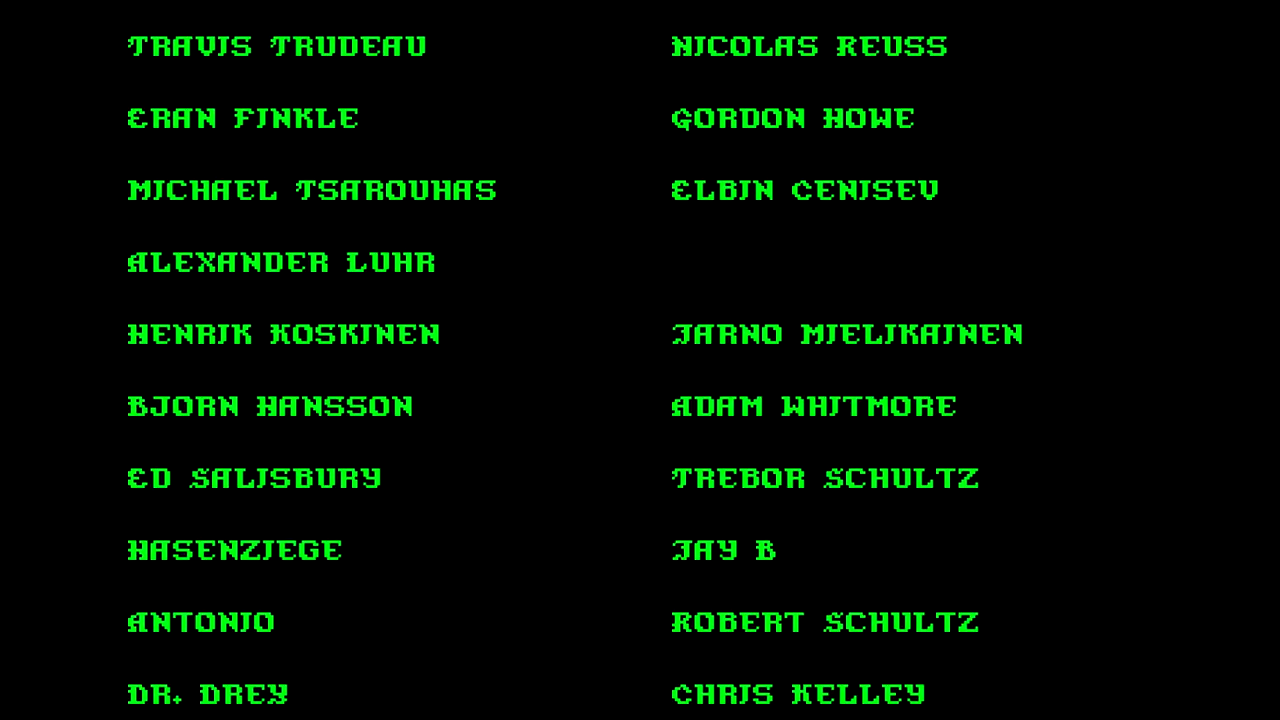 TRAVIS TRUDEAU
NICOLAS REUSS
ERAN FINKLE
GORDON HOWE
MICHAEL TSAROUHAS
ELBIN CENISEV
ALEXANDER LUHR
HENRIK KOSKINEN
JARNO MIELIKAINEN
BJORN HANSSON
ADAM WHITMORE
ED SALISBURY
TREBOR SCHULTZ
HASENZIEGE
JAY B
ANTONIO
ROBERT SCHULTZ
DR. DREY
CHRIS KELLEY